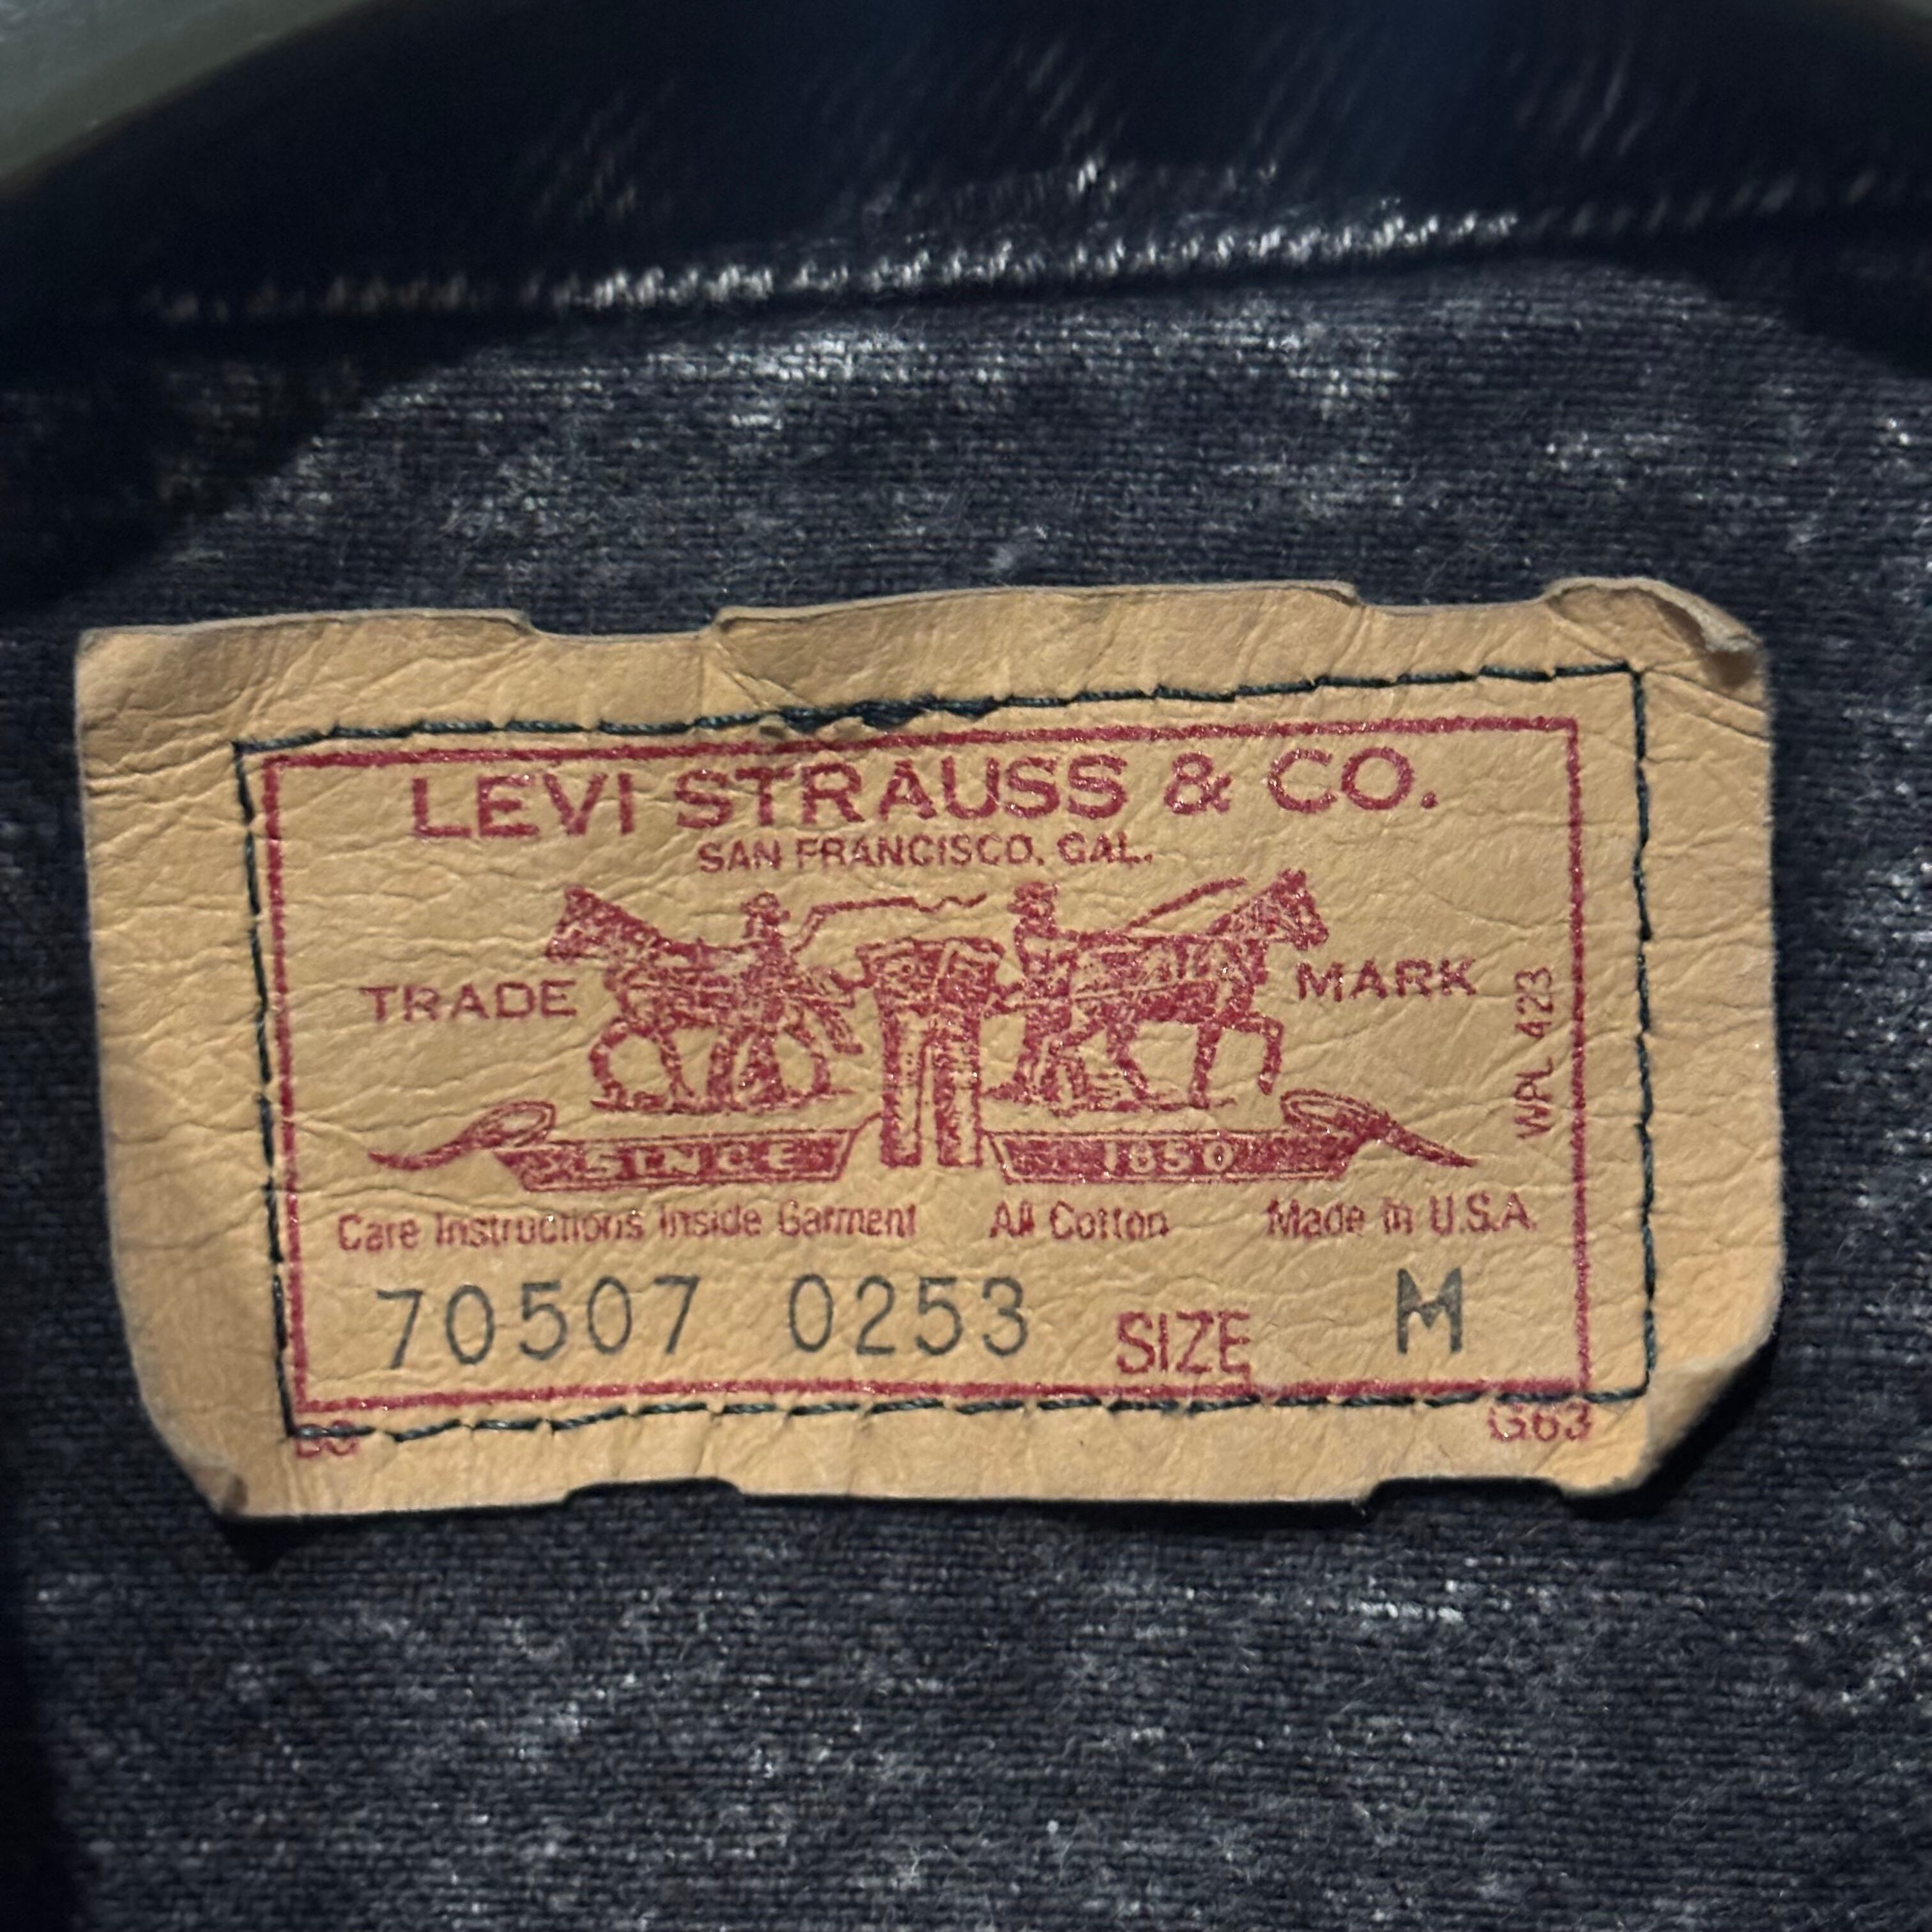 LEVI STRAUSS & CO.
SAN FRANCISCO, CAL.
TRADE MARK
WPL 423
SINCE 1850
Care Instructions Inside Garment All Cotton Made in U.S.A.
70507 0253 SIZE M
G63